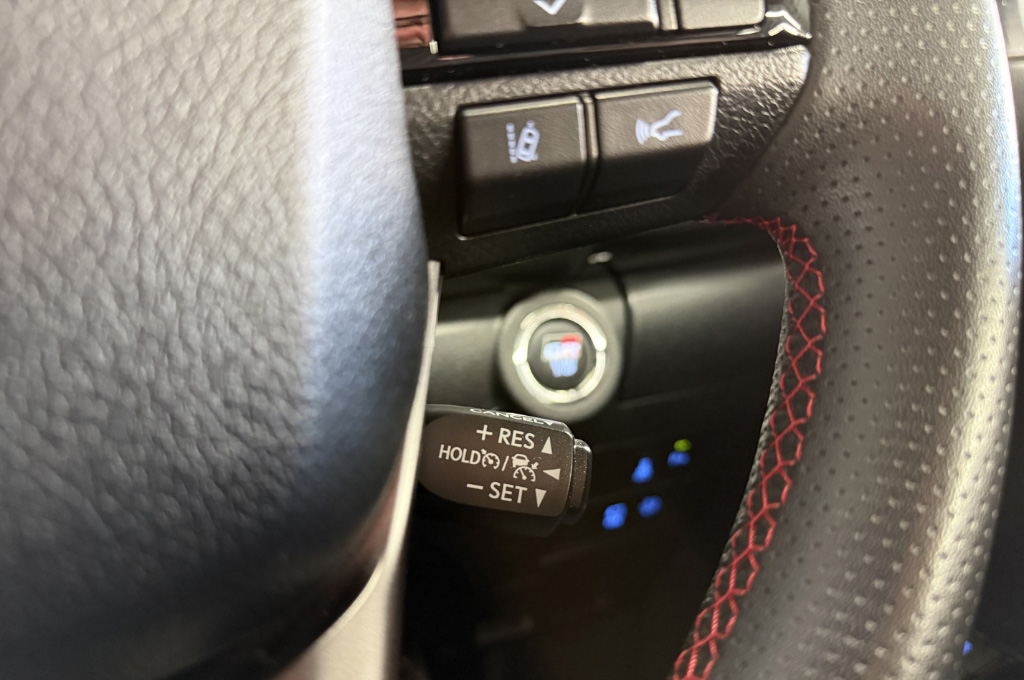 CANCEL
+ RES ▲
HOLD / ◄
− SET ▼